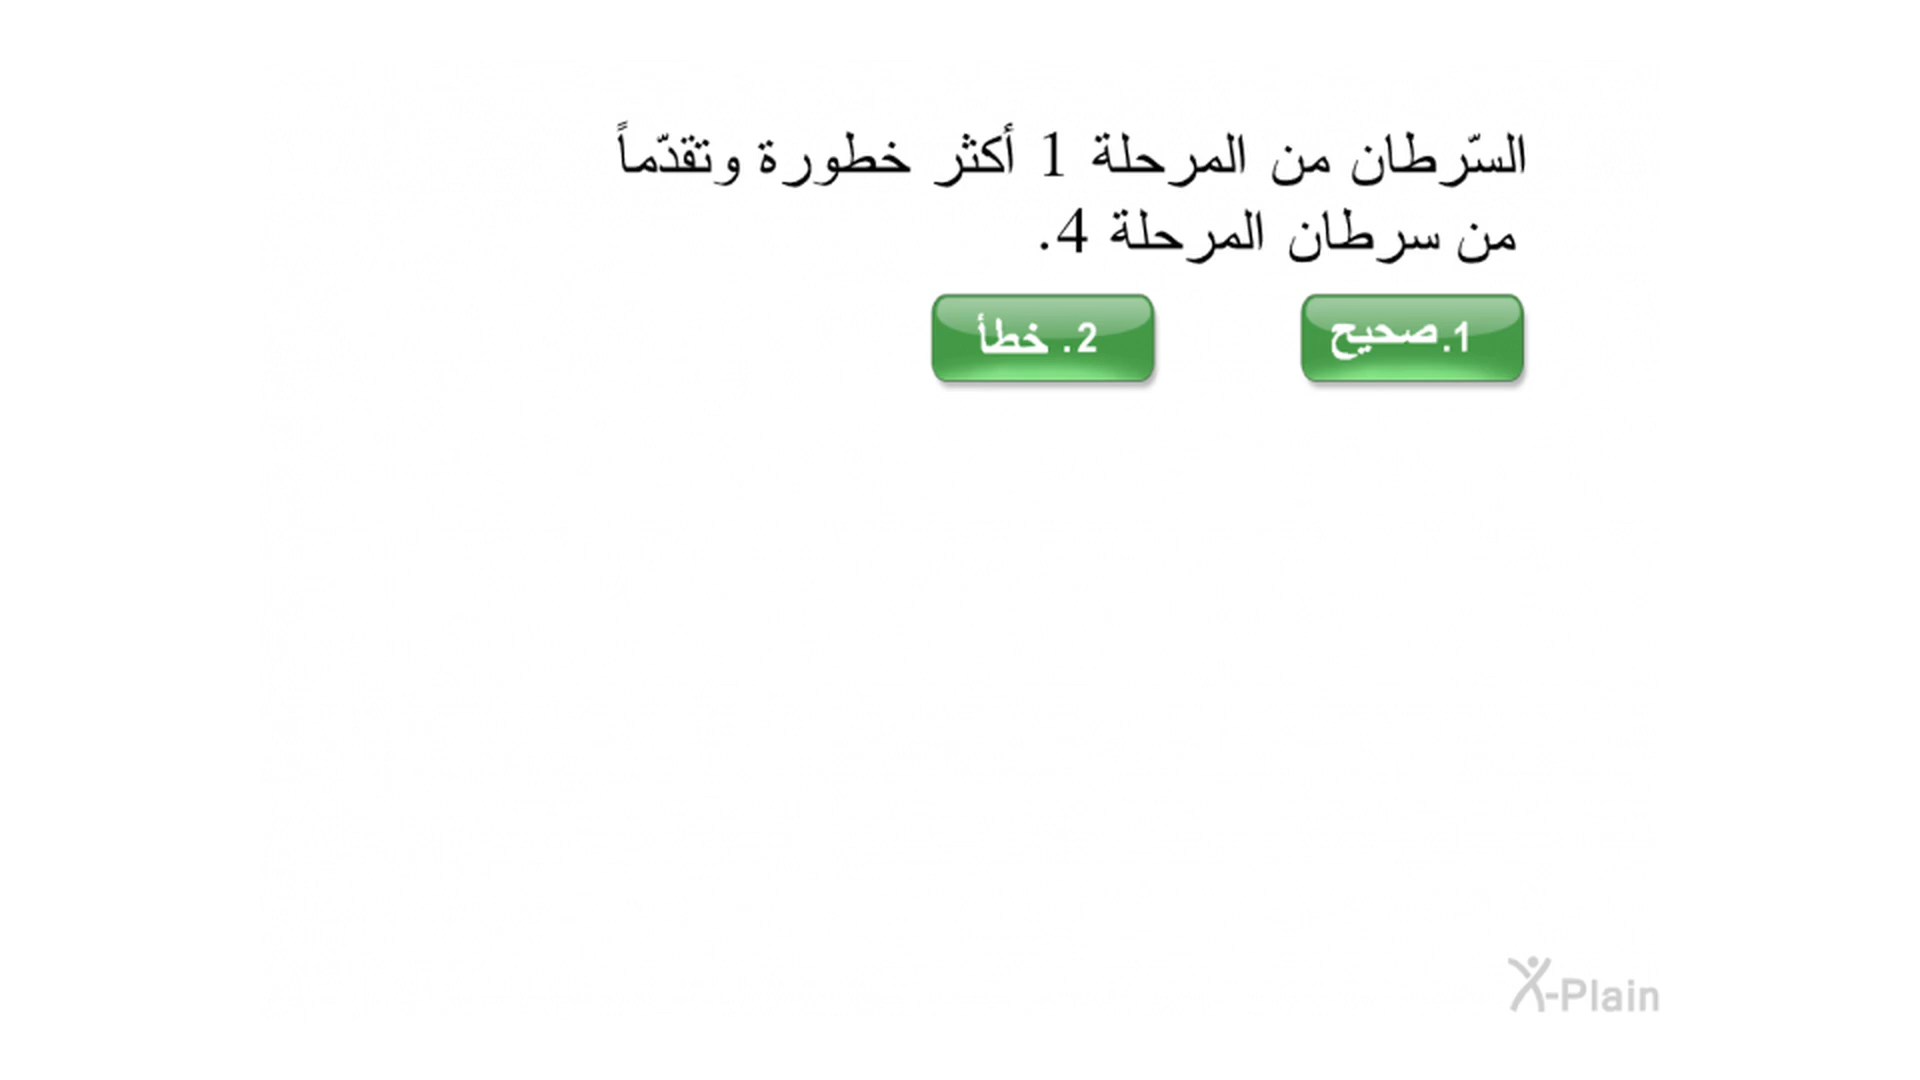 السّرطان من المرحلة 1 أكثر خطورة وتقدّماً
من سرطان المرحلة 4.
1. صحيح
2. خطأ
X-Plain